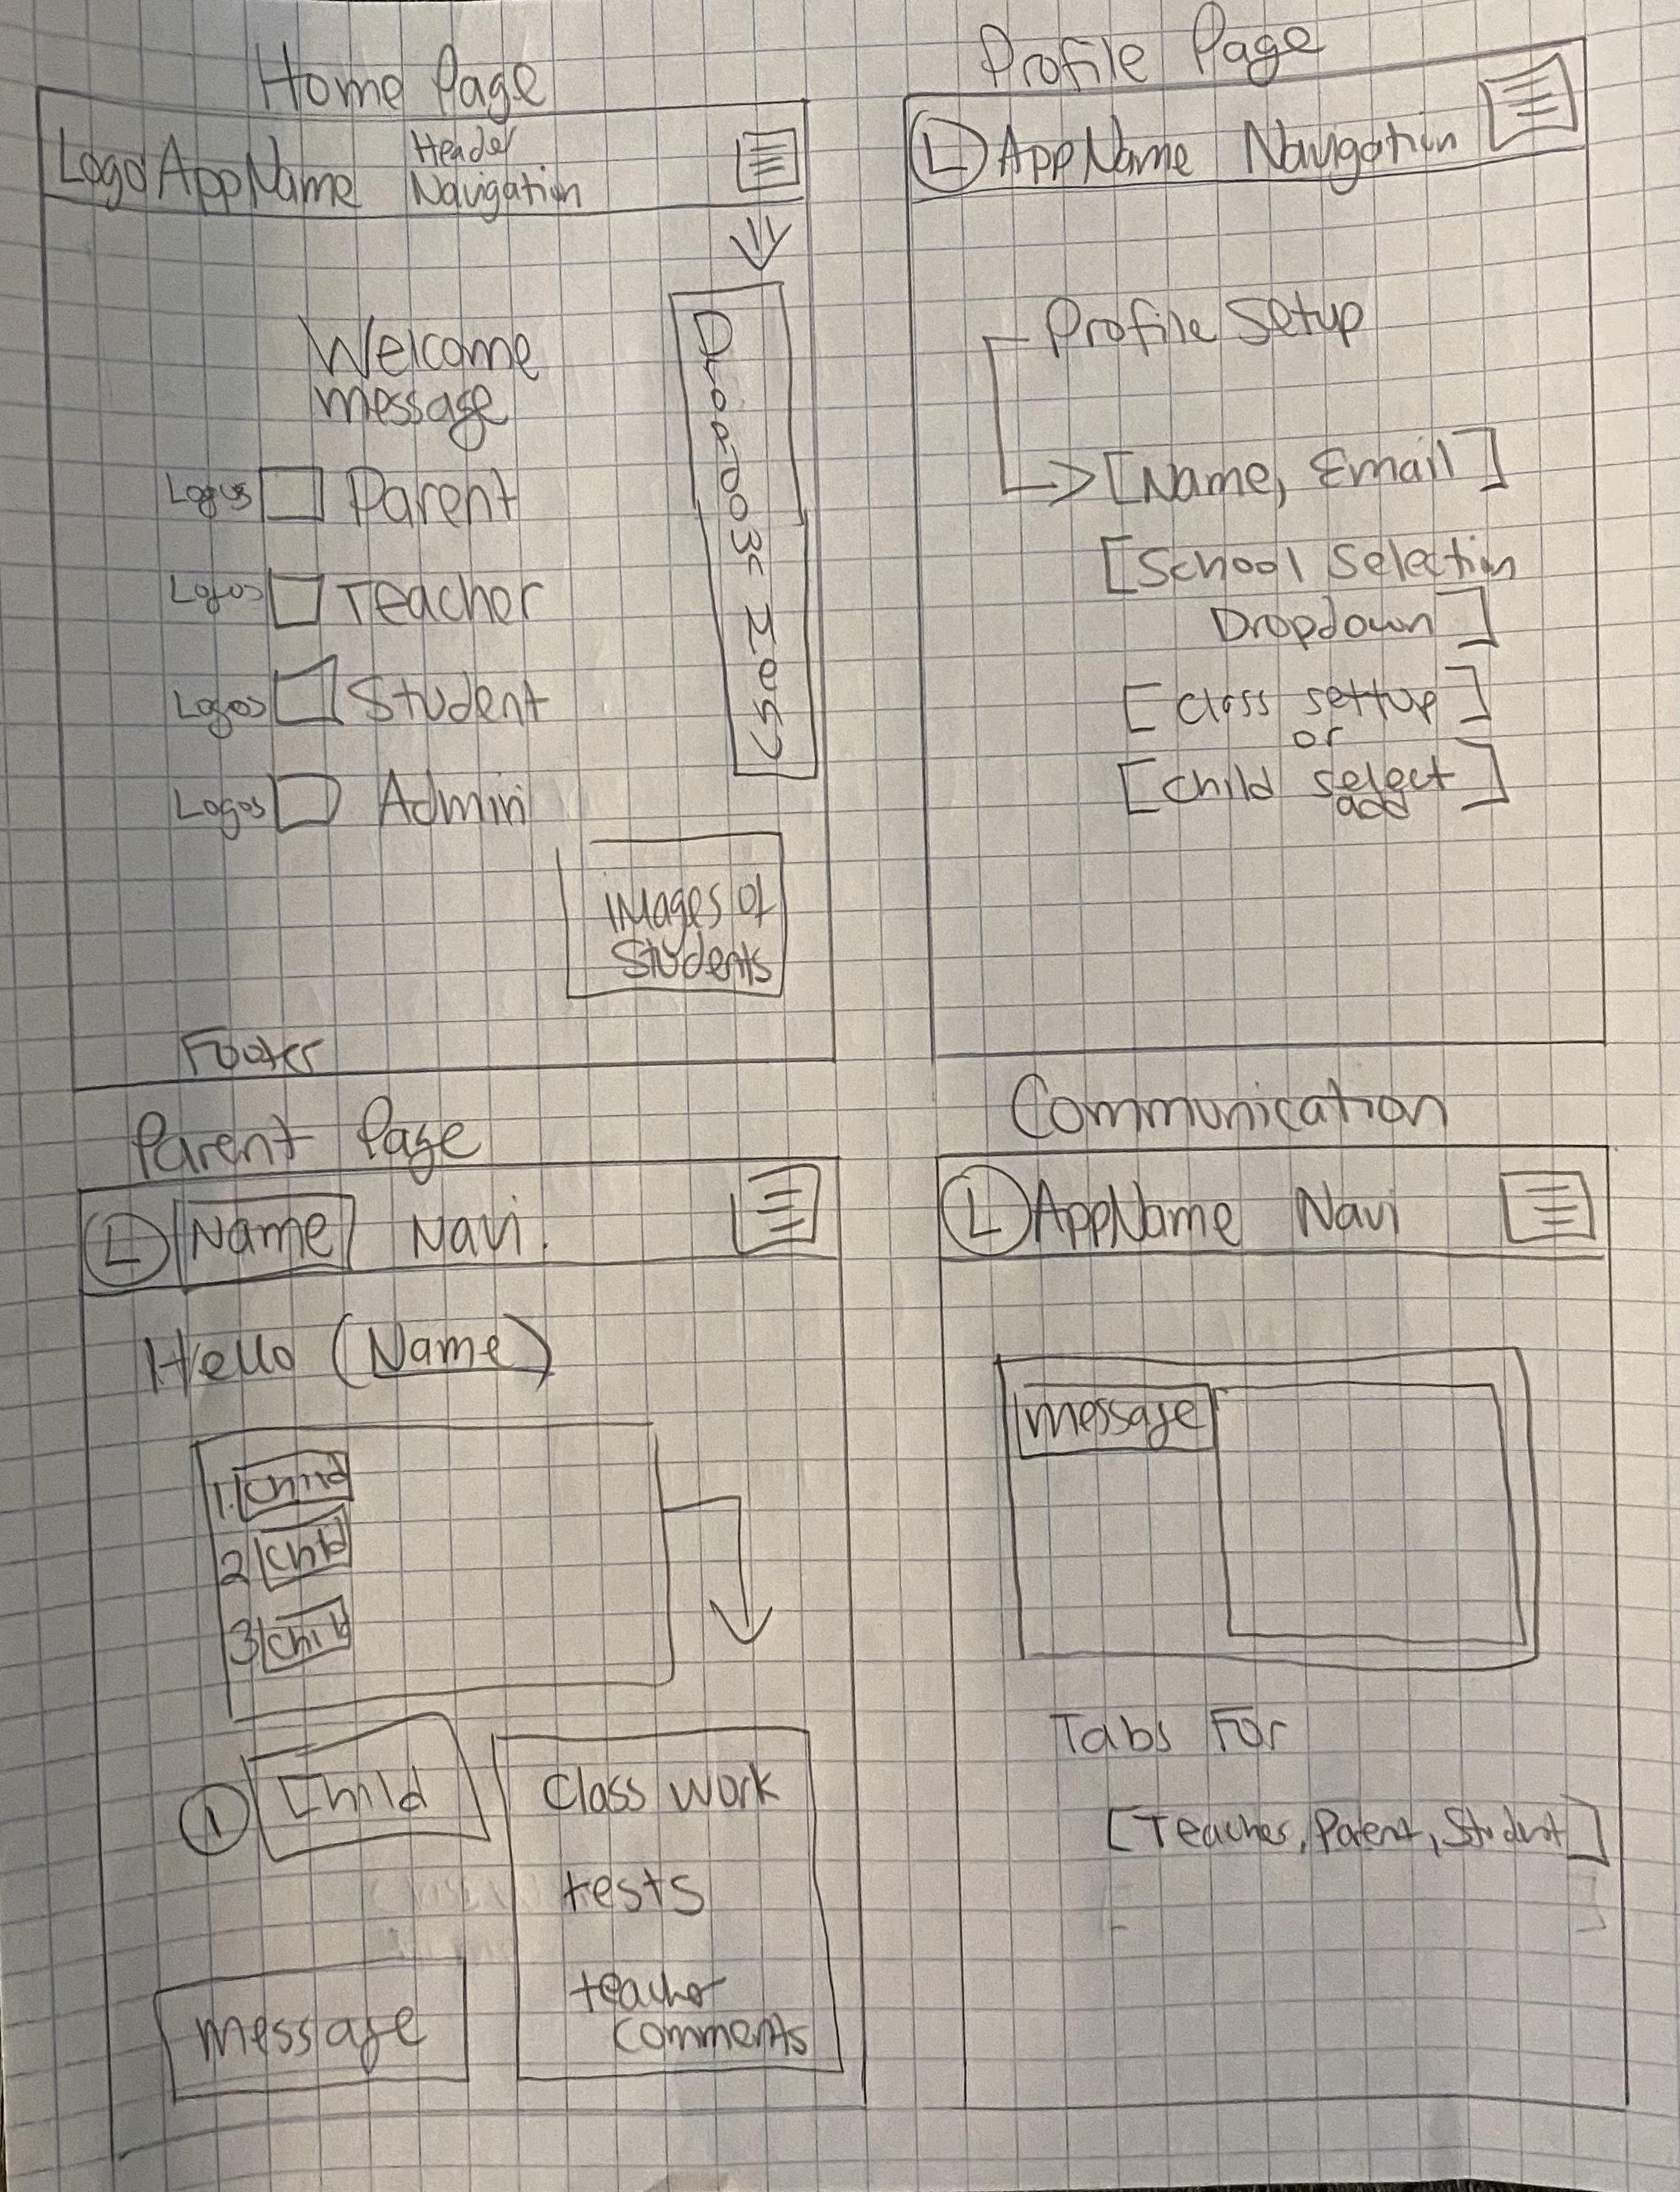 Home Page
Logo AppName Header
Navigation
Welcome
message
Dropdown Menu
Logos Parent
Logos Teacher
Logos Student
Logos Admin
iMages of
Students
Footer
Profile Page
L AppName Navigation
Profile Setup
[Name, Email]
[School Selection
Dropdown]
[class settup]
or
[child select]
add
Parent Page
L Name Navi.
Hello (Name)
1. Child
2 Child
3 Child
1 Child
class work
tests
teacher
comments
message
Communication
L AppName Navi
message
Tabs For
[Teacher, Parent, Student]
[ ]